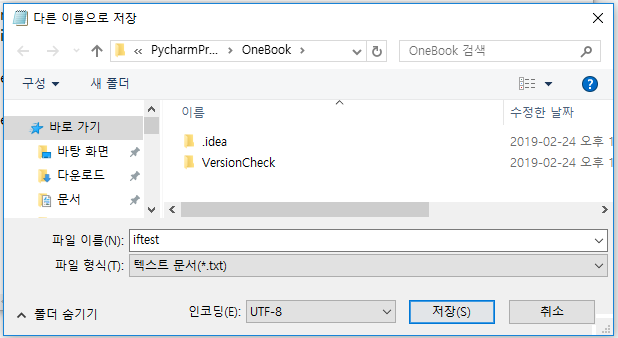 다른 이름으로 저장
« PycharmPr... > OneBook >
OneBook 검색
구성
새 폴더
이름
수정한 날짜
바로 가기
바탕 화면
다운로드
문서
.idea
2019-02-24 오후 1
VersionCheck
2019-02-24 오후 1
파일 이름(N): iftest
파일 형식(T): 텍스트 문서(*.txt)
폴더 숨기기
인코딩(E): UTF-8
저장(S)
취소